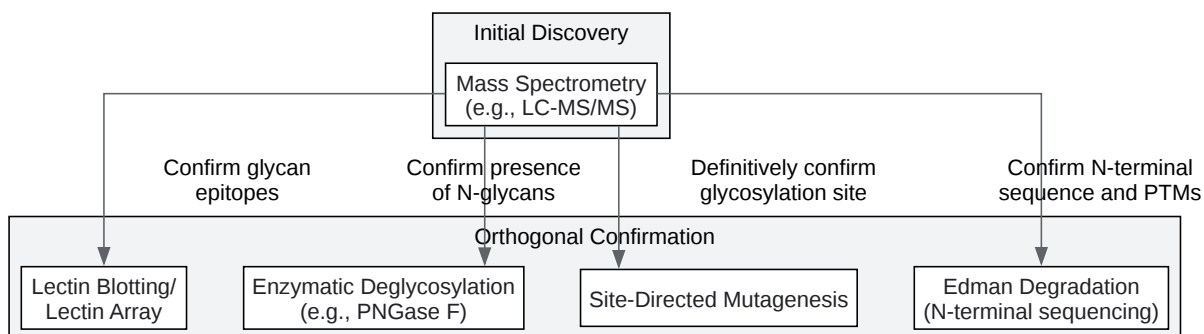 Initial Discovery
Mass Spectrometry
(e.g., LC-MS/MS)
Confirm glycan
epitopes
Confirm presence
of N-glycans
Definitively confirm
glycosylation site
Confirm N-terminal
sequence and PTMs
Orthogonal Confirmation
Lectin Blotting/
Lectin Array
Enzymatic Deglycosylation
(e.g., PNGase F)
Site-Directed Mutagenesis
Edman Degradation
(N-terminal sequencing)